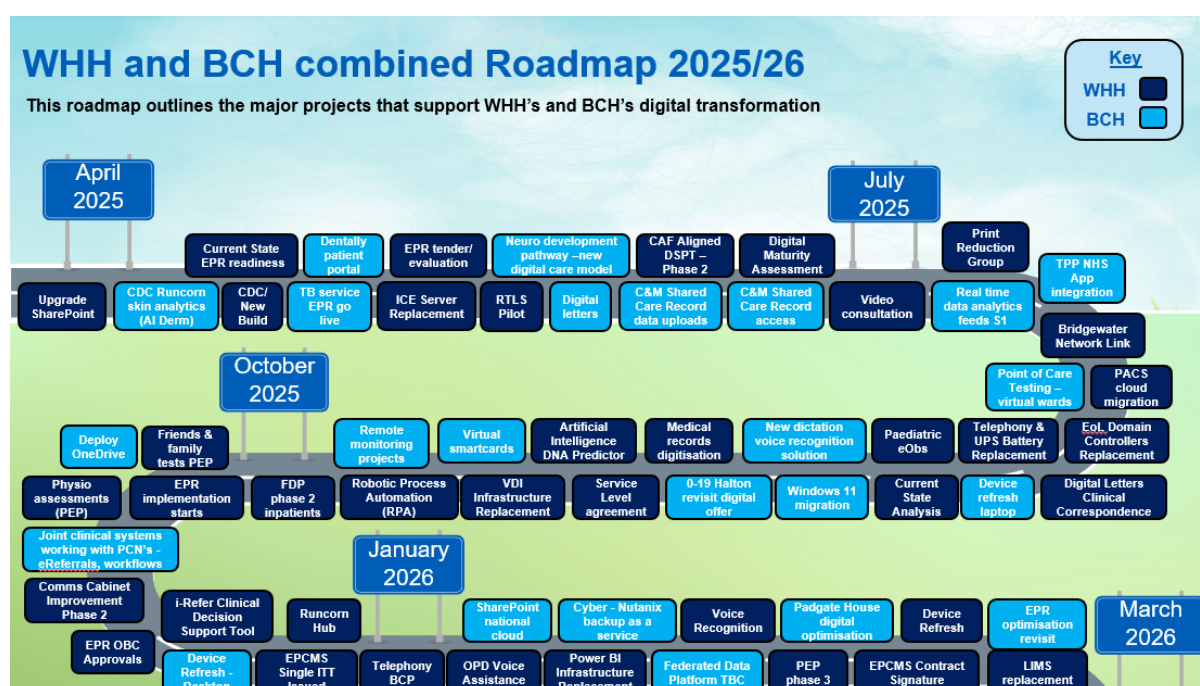 WHH and BCH combined Roadmap 2025/26
This roadmap outlines the major projects that support WHH's and BCH's digital transformation
Key
WHH
BCH
April
2025
July
2025
Current State
EPR readiness
Dentally
patient
portal
EPR tender/
evaluation
Neuro development
pathway –new
digital care model
CAF Aligned
DSPT –
Phase 2
Digital
Maturity
Assessment
Print
Reduction
Group
TPP NHS
App
integration
Upgrade
SharePoint
CDC Runcorn
skin analytics
(AI Derm)
CDC/
New
Build
TB service
EPR go
live
ICE Server
Replacement
RTLS
Pilot
Digital
letters
C&M Shared
Care Record
data uploads
C&M Shared
Care Record
access
Video
consultation
Real time
data analytics
feeds S1
Bridgewater
Network Link
October
2025
Point of Care
Testing –
virtual wards
PACS
cloud
migration
Deploy
OneDrive
Friends &
family
tests PEP
Remote
monitoring
projects
Virtual
smartcards
Artificial
Intelligence
DNA Predictor
Medical
records
digitisation
New dictation
voice recognition
solution
Paediatric
eObs
Telephony &
UPS Battery
Replacement
EoL Domain
Controllers
Replacement
Physio
assessments
(PEP)
EPR
implementation
starts
FDP
phase 2
inpatients
Robotic Process
Automation
(RPA)
VDI
Infrastructure
Replacement
Service
Level
agreement
0-19 Halton
revisit digital
offer
Windows 11
migration
Current
State
Analysis
Device
refresh
laptop
Digital Letters
Clinical
Correspondence
Joint clinical systems
working with PCN's -
eReferrals, workflows
January
2026
Comms Cabinet
Improvement
Phase 2
i-Refer Clinical
Decision
Support Tool
Runcorn
Hub
SharePoint
national
cloud
Cyber - Nutanix
backup as a
service
Voice
Recognition
Padgate House
digital
optimisation
Device
Refresh
EPR
optimisation
revisit
March
2026
EPR OBC
Approvals
Device
Refresh -
Desktop
EPCMS
Single ITT
Issued
Telephony
BCP
OPD Voice
Assistance
Power BI
Infrastructure
Replacement
Federated Data
Platform TBC
PEP
phase 3
EPCMS Contract
Signature
LIMS
replacement